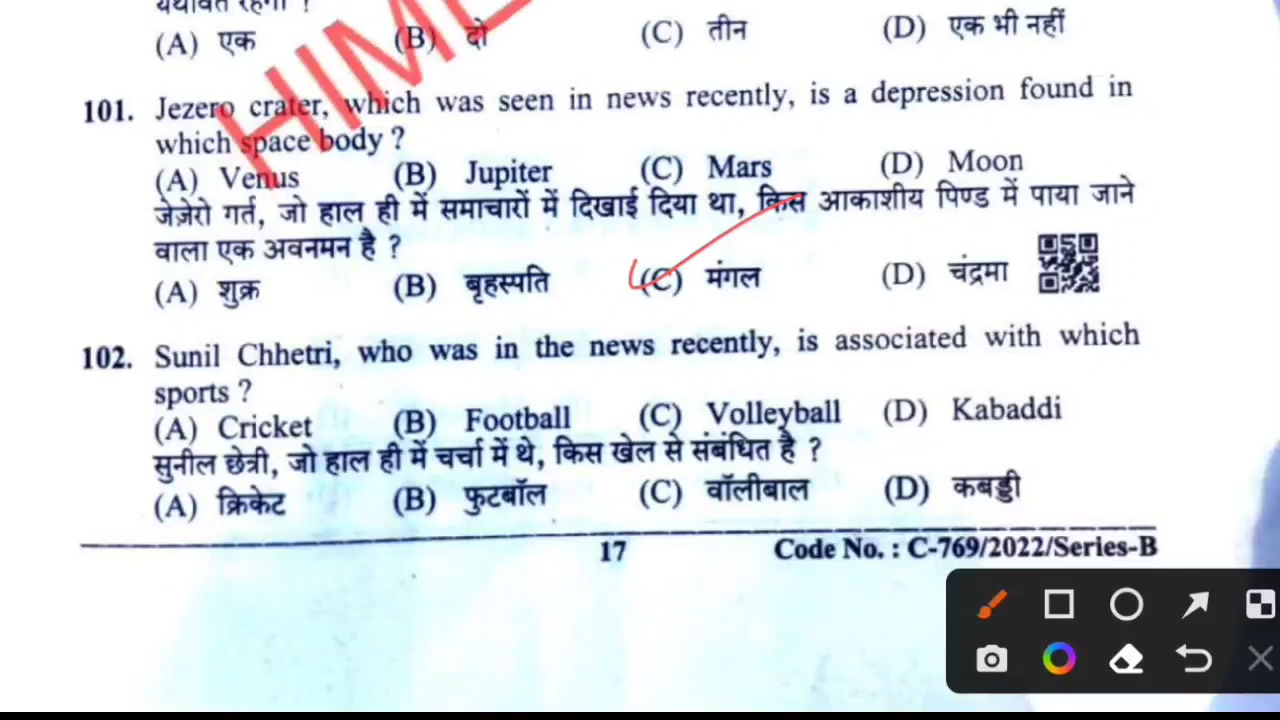 यथावत रहेगा ?
(A) एक (B) दो (C) तीन (D) एक भी नहीं
101. Jezero crater, which was seen in news recently, is a depression found in
which space body ?
(A) Venus (B) Jupiter (C) Mars (D) Moon
जेज़ेरो गर्त, जो हाल ही में समाचारों में दिखाई दिया था, किस आकाशीय पिण्ड में पाया जाने
वाला एक अवनमन है ?
(A) शुक्र (B) बृहस्पति (C) मंगल (D) चंद्रमा
102. Sunil Chhetri, who was in the news recently, is associated with which
sports ?
(A) Cricket (B) Football (C) Volleyball (D) Kabaddi
सुनील छेत्री, जो हाल ही में चर्चा में थे, किस खेल से संबंधित है ?
(A) क्रिकेट (B) फुटबॉल (C) वॉलीबाल (D) कबड्डी
17 Code No. : C-769/2022/Series-B